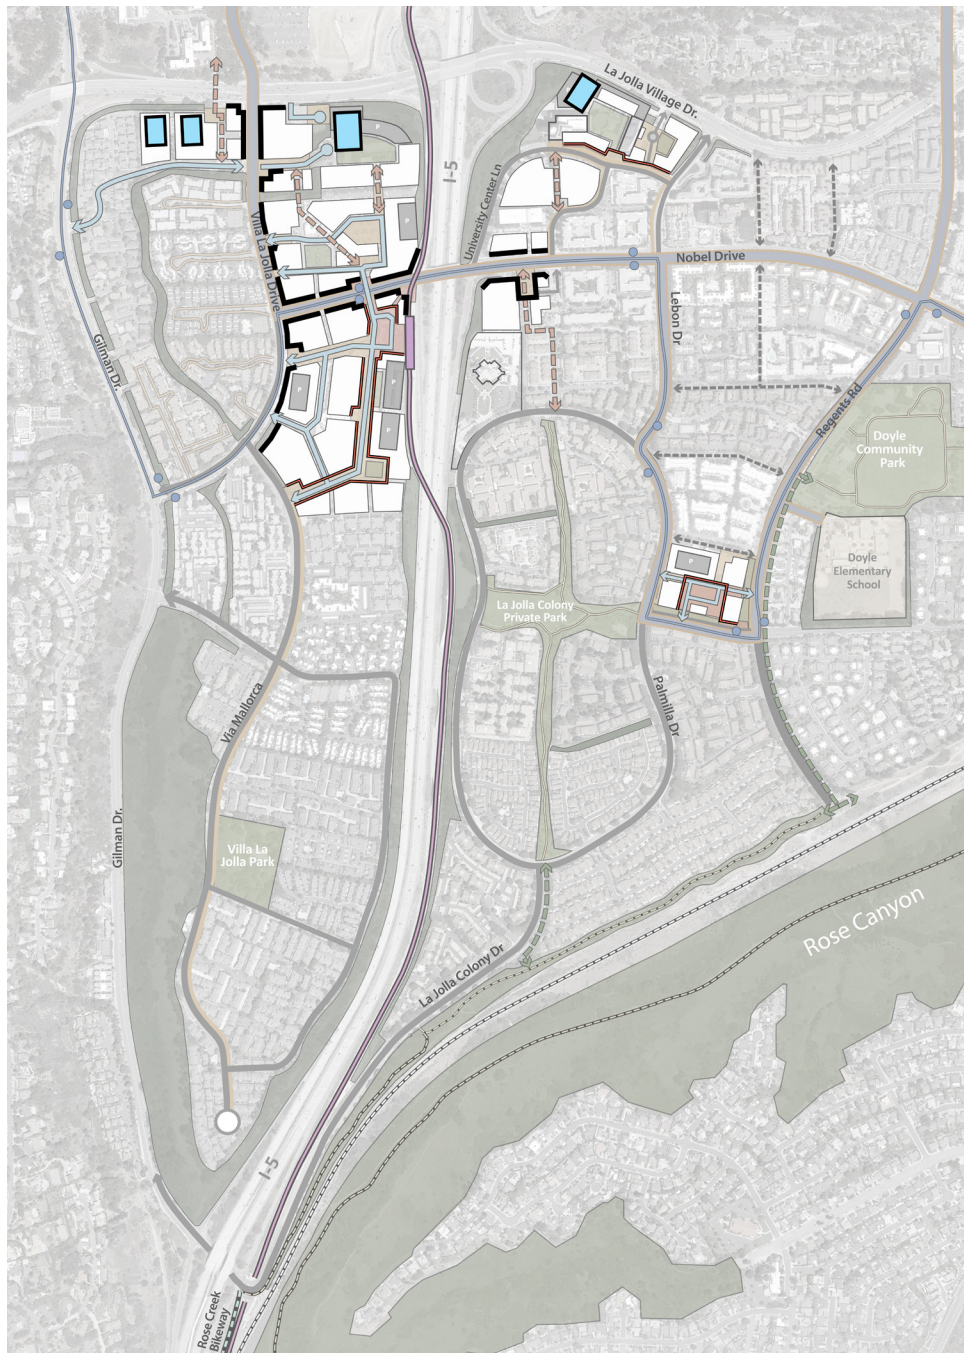 La Jolla Village Dr.
P
I-5
University Center Ln
P
Villa La Jolla Drive
Nobel Drive
Lebon Dr
Gilman Dr.
P
P
P
Regents Rd
Doyle
Community
Park
Doyle
Elementary
School
P
La Jolla Colony
Private Park
Via Mallorca
Palmilla Dr
Gilman Dr.
Villa La
Jolla Park
Rose Canyon
La Jolla Colony Dr
I-5
Rose Creek
Bikeway